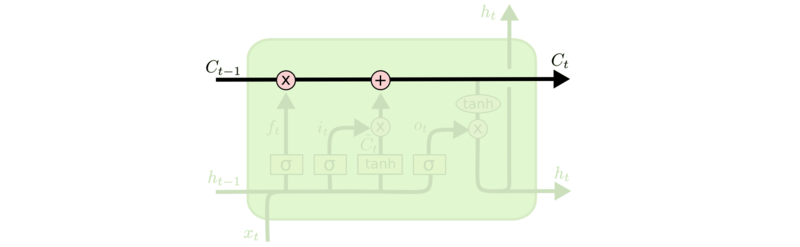 h_t
C_{t-1} x + C_t
tanh
f_t i_t x o_t x
C̃_t
σ σ tanh σ
h_{t-1} h_t
x_t